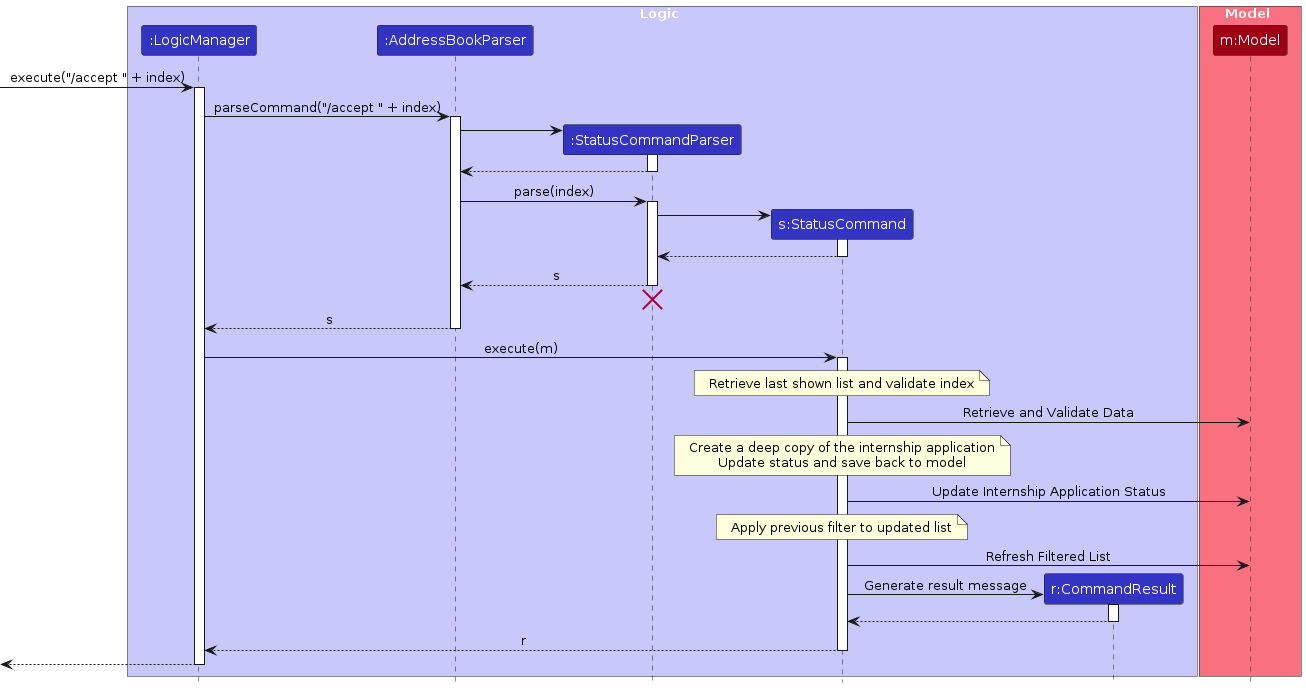 Logic
Model
:LogicManager
:AddressBookParser
m:Model
execute("/accept " + index)
parseCommand("/accept " + index)
:StatusCommandParser
parse(index)
s:StatusCommand
s
s
execute(m)
Retrieve last shown list and validate index
Retrieve and Validate Data
Create a deep copy of the internship application
Update status and save back to model
Update Internship Application Status
Apply previous filter to updated list
Refresh Filtered List
Generate result message
r:CommandResult
r